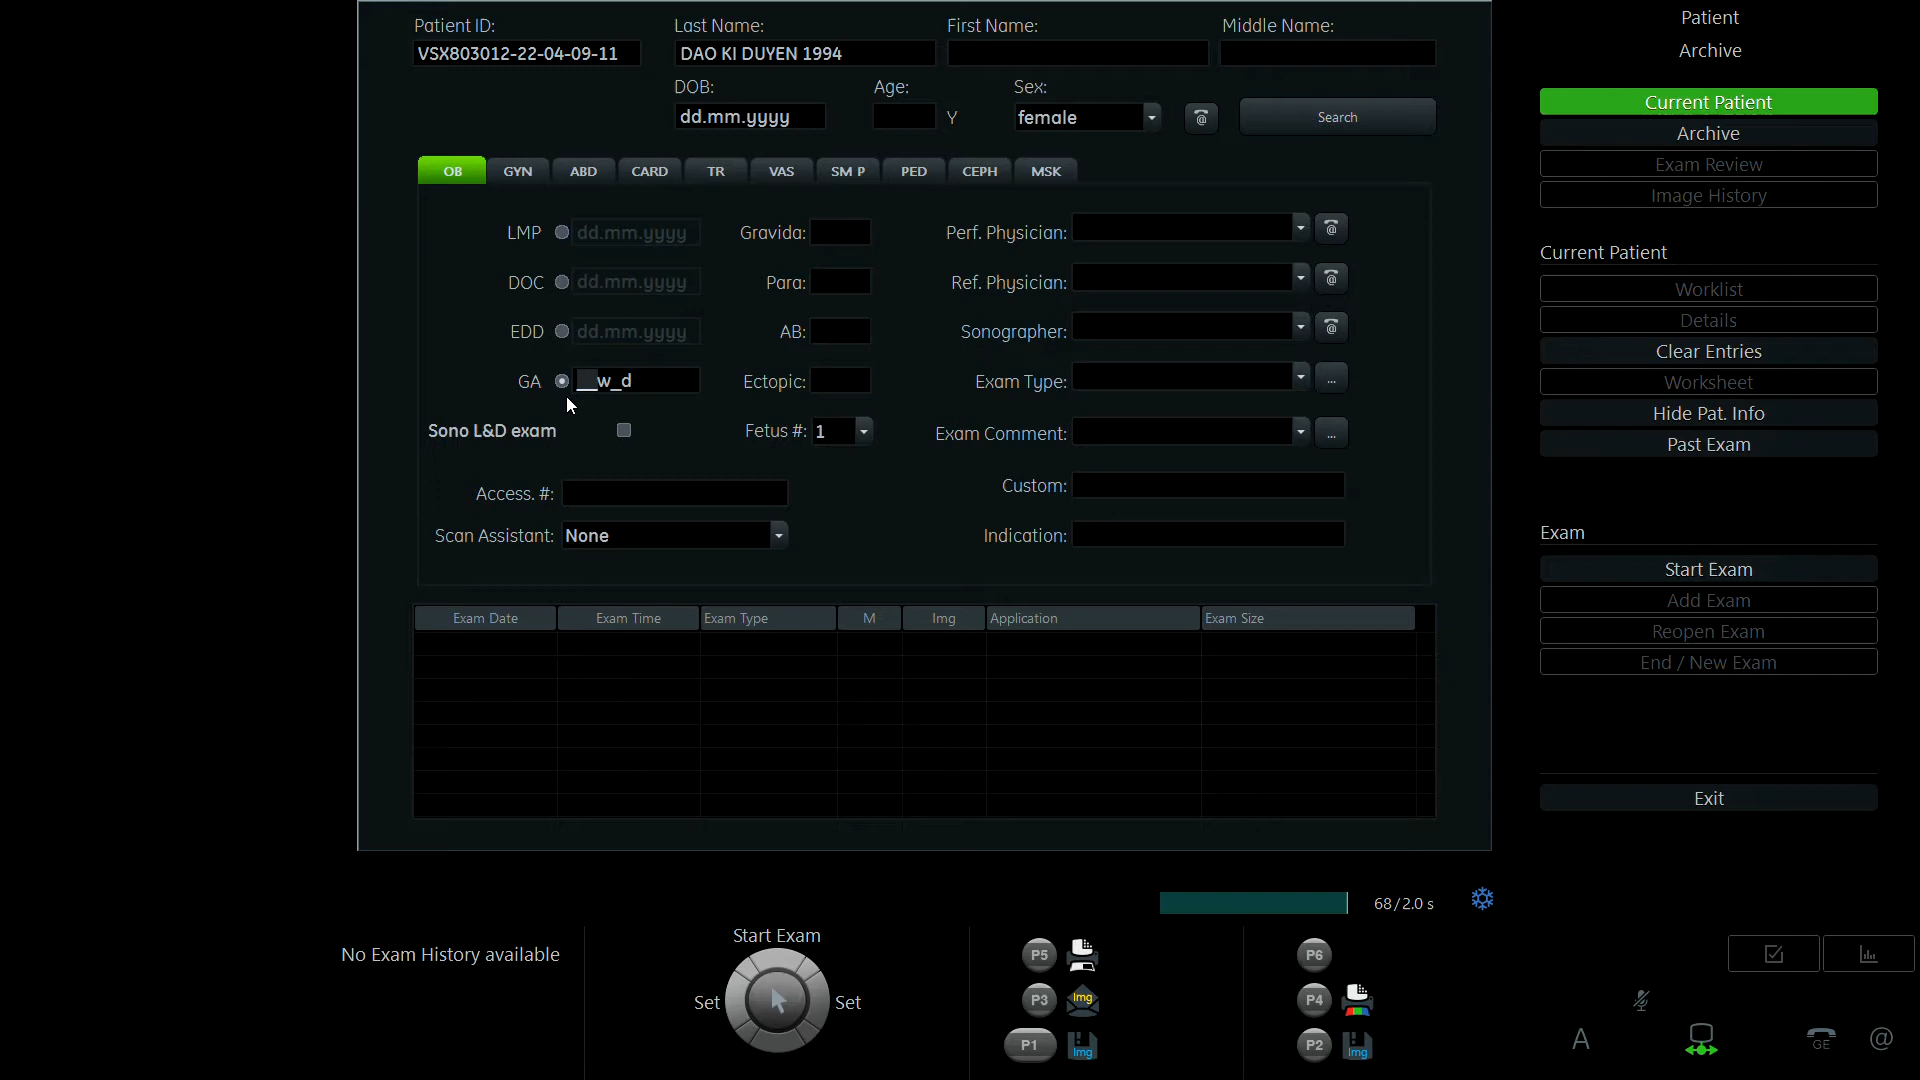 Patient ID: Last Name: First Name: Middle Name:
VSX803012-22-04-09-11 DAO KI DUYEN 1994
DOB: Age: Sex:
dd.mm.yyyy Y female @ Search
OB GYN ABD CARD TR VAS SM P PED CEPH MSK
LMP dd.mm.yyyy Gravida: Perf. Physician: @
DOC dd.mm.yyyy Para: Ref. Physician: @
EDD dd.mm.yyyy AB: Sonographer: @
GA __w_d Ectopic: Exam Type: ...
Sono L&D exam Fetus #: 1 Exam Comment: ...
Access. #: Custom:
Scan Assistant: None Indication:
Exam Date Exam Time Exam Type M Img Application Exam Size
Patient
Archive
Current Patient
Archive
Exam Review
Image History
Current Patient
Worklist
Details
Clear Entries
Worksheet
Hide Pat. Info
Past Exam
Exam
Start Exam
Add Exam
Reopen Exam
End / New Exam
Exit
68/2.0 s
No Exam History available
Start Exam
Set Set
P5 P6
P3 Img P4
P1 Img P2 Img
A GE @